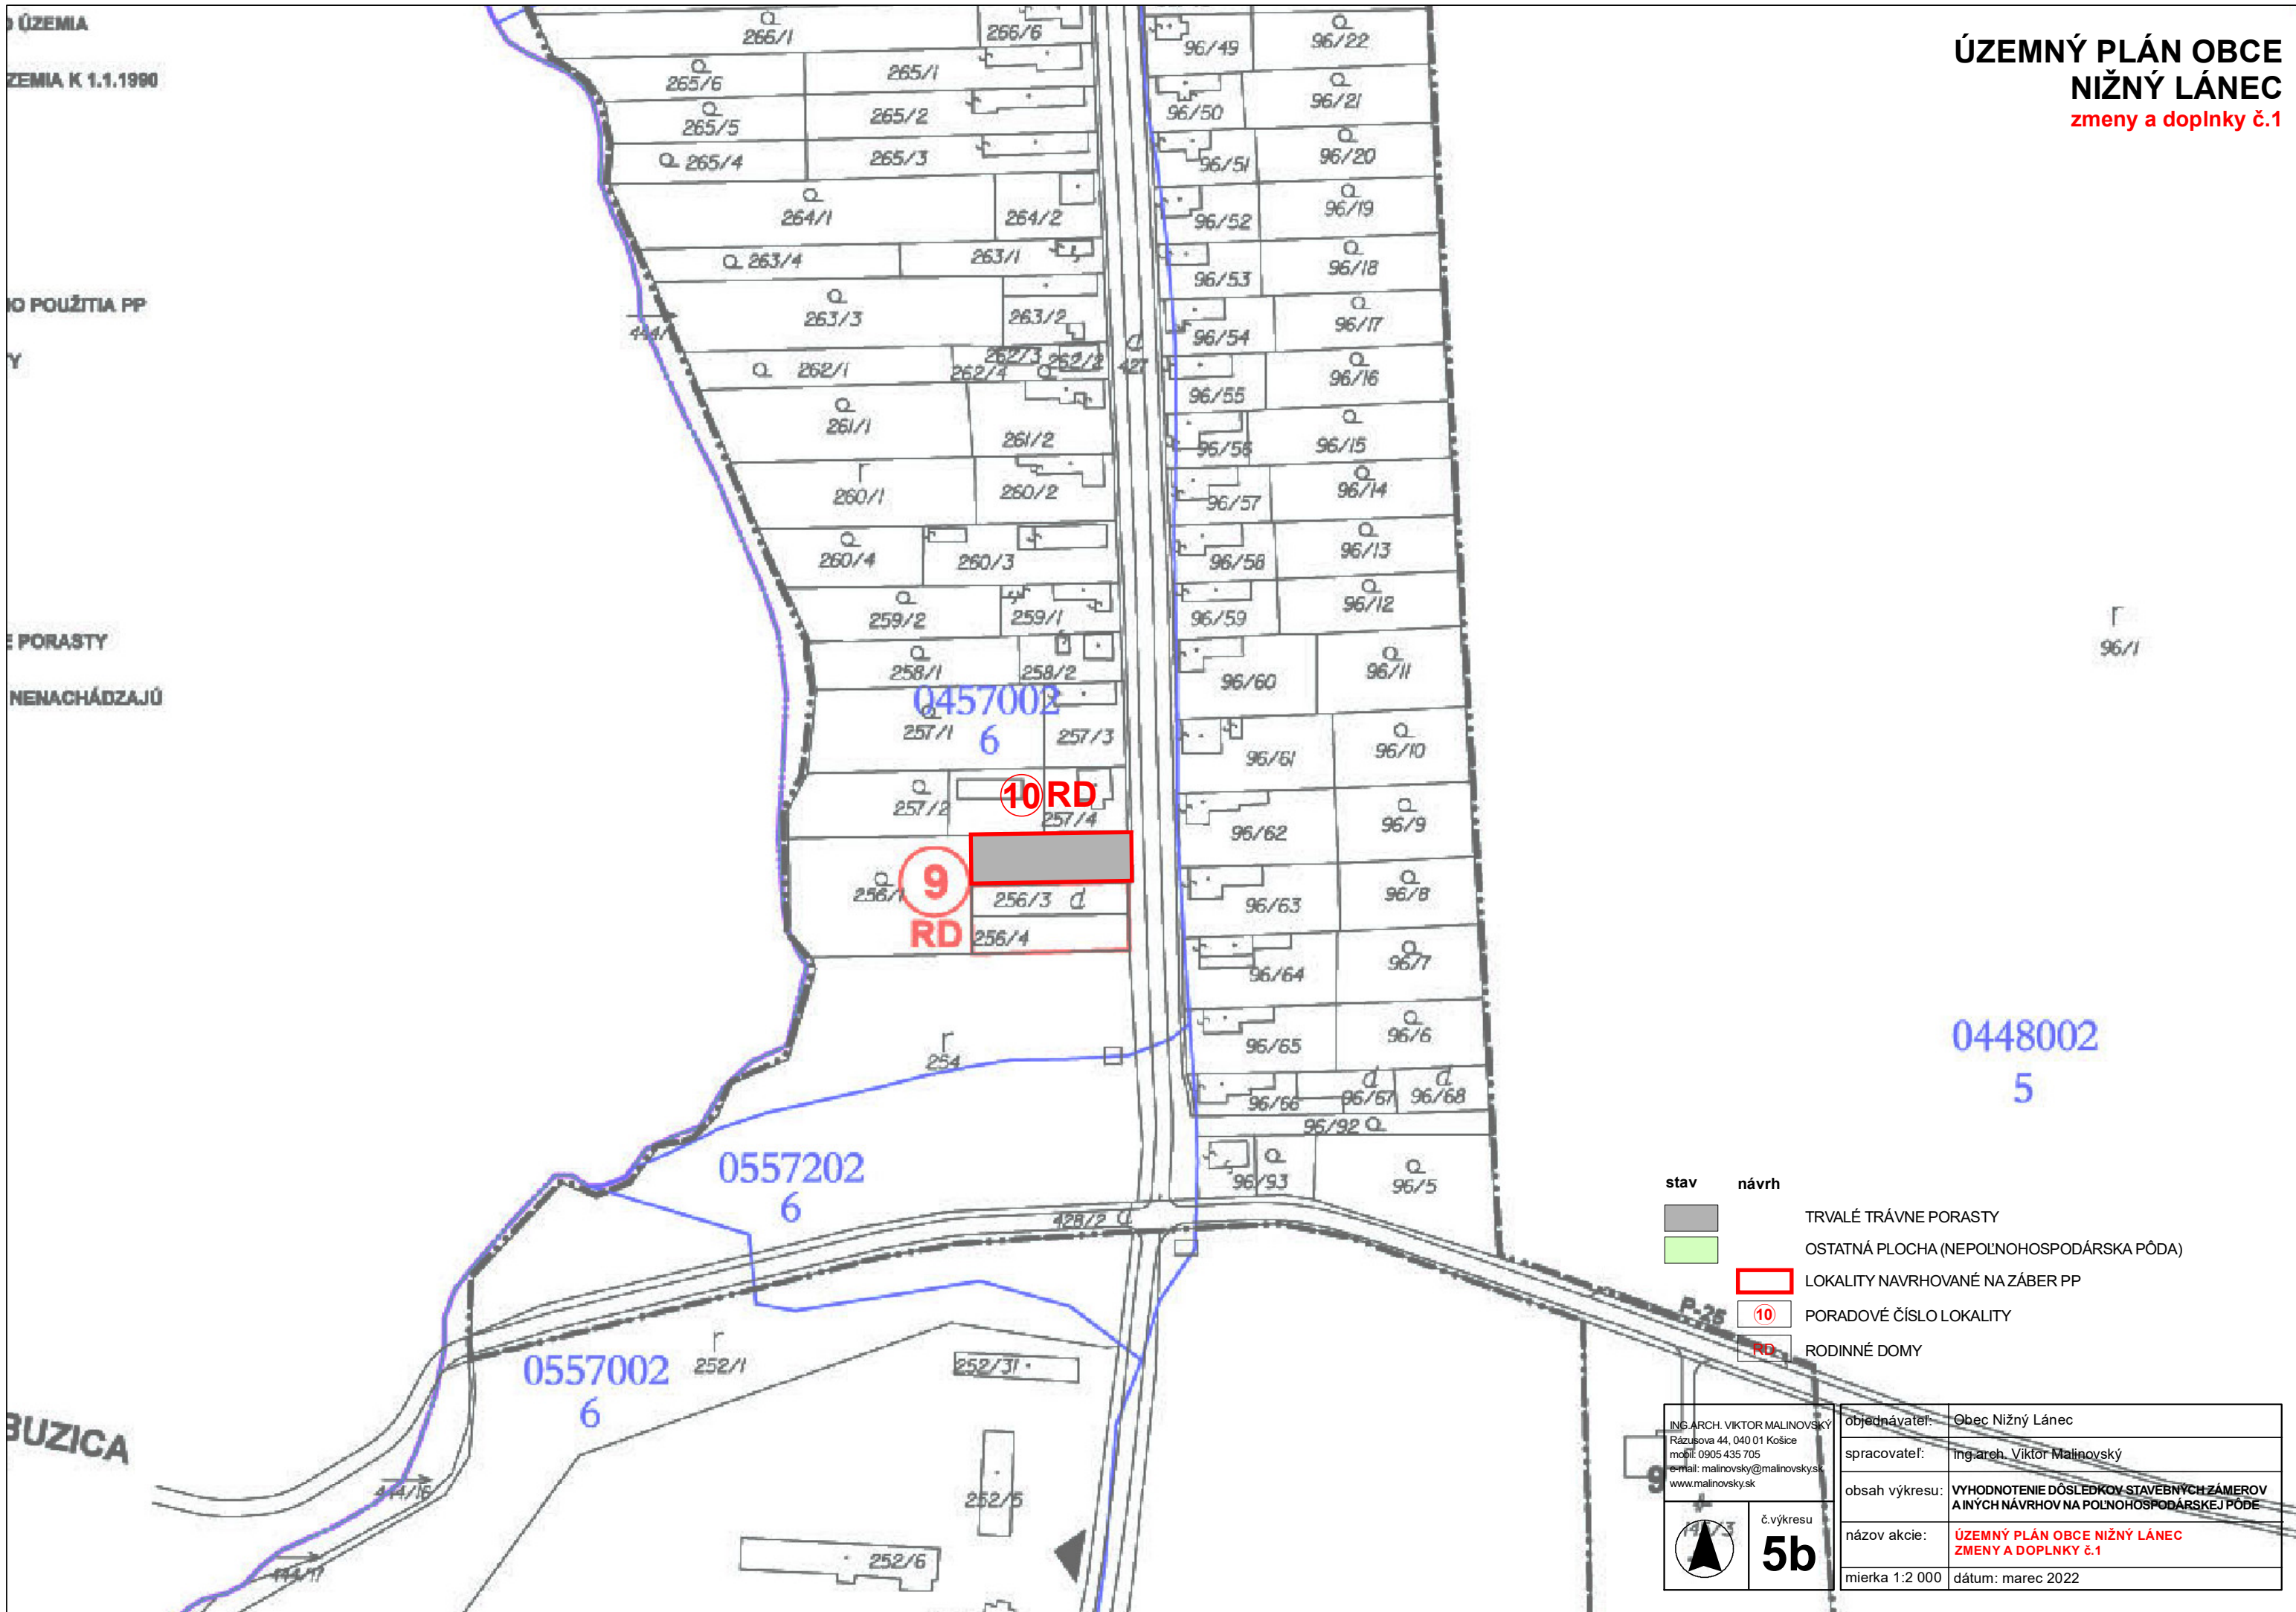 ÚZEMIA
ZEMIA K 1.1.1990
O POUŽITIA PP
Y
E PORASTY
NENACHÁDZAJÚ
ÚZEMNÝ PLÁN OBCE
NIŽNÝ LÁNEC
zmeny a doplnky č.1
266/1
266/6
265/6
265/1
265/5
265/2
265/4
265/3
264/1
264/2
263/4
263/1
263/3
263/2
444/
262/1
262/4
262/3
262/2
427
261/1
261/2
r
260/1
260/2
260/4
260/3
259/2
259/1
258/1
258/2
0457002
6
257/1
257/3
10 RD
257/2
257/4
256/1
9
RD
256/3 d
256/4
r
254
96/49
96/22
96/50
96/21
96/51
96/20
96/52
96/19
96/53
96/18
96/54
96/17
96/55
96/16
96/56
96/15
96/57
96/14
96/58
96/13
96/59
96/12
96/60
96/11
96/61
96/10
96/62
96/9
96/63
96/8
96/64
96/7
96/65
96/6
96/66
d
96/67
d
96/68
96/92
96/93
96/5
r
96/1
0448002
5
0557202
6
428/2 d
0557002
6
r
252/1
252/31
252/5
252/6
BUZICA
444/16
444/17
P-25
9
145/3
stav návrh
TRVALÉ TRÁVNE PORASTY
OSTATNÁ PLOCHA (NEPOĽNOHOSPODÁRSKA PÔDA)
LOKALITY NAVRHOVANÉ NA ZÁBER PP
10 PORADOVÉ ČÍSLO LOKALITY
RD RODINNÉ DOMY
ING.ARCH. VIKTOR MALINOVSKÝ
Rázusova 44, 040 01 Košice
mobil: 0905 435 705
e-mail: malinovsky@malinovsky.sk
www.malinovsky.sk
č.výkresu
5b
objednávateľ: Obec Nižný Lánec
spracovateľ: ing.arch. Viktor Malinovský
obsah výkresu: VYHODNOTENIE DÔSLEDKOV STAVEBNÝCH ZÁMEROV
A INÝCH NÁVRHOV NA POĽNOHOSPODÁRSKEJ PÔDE
názov akcie: ÚZEMNÝ PLÁN OBCE NIŽNÝ LÁNEC
ZMENY A DOPLNKY č.1
mierka 1:2 000 dátum: marec 2022